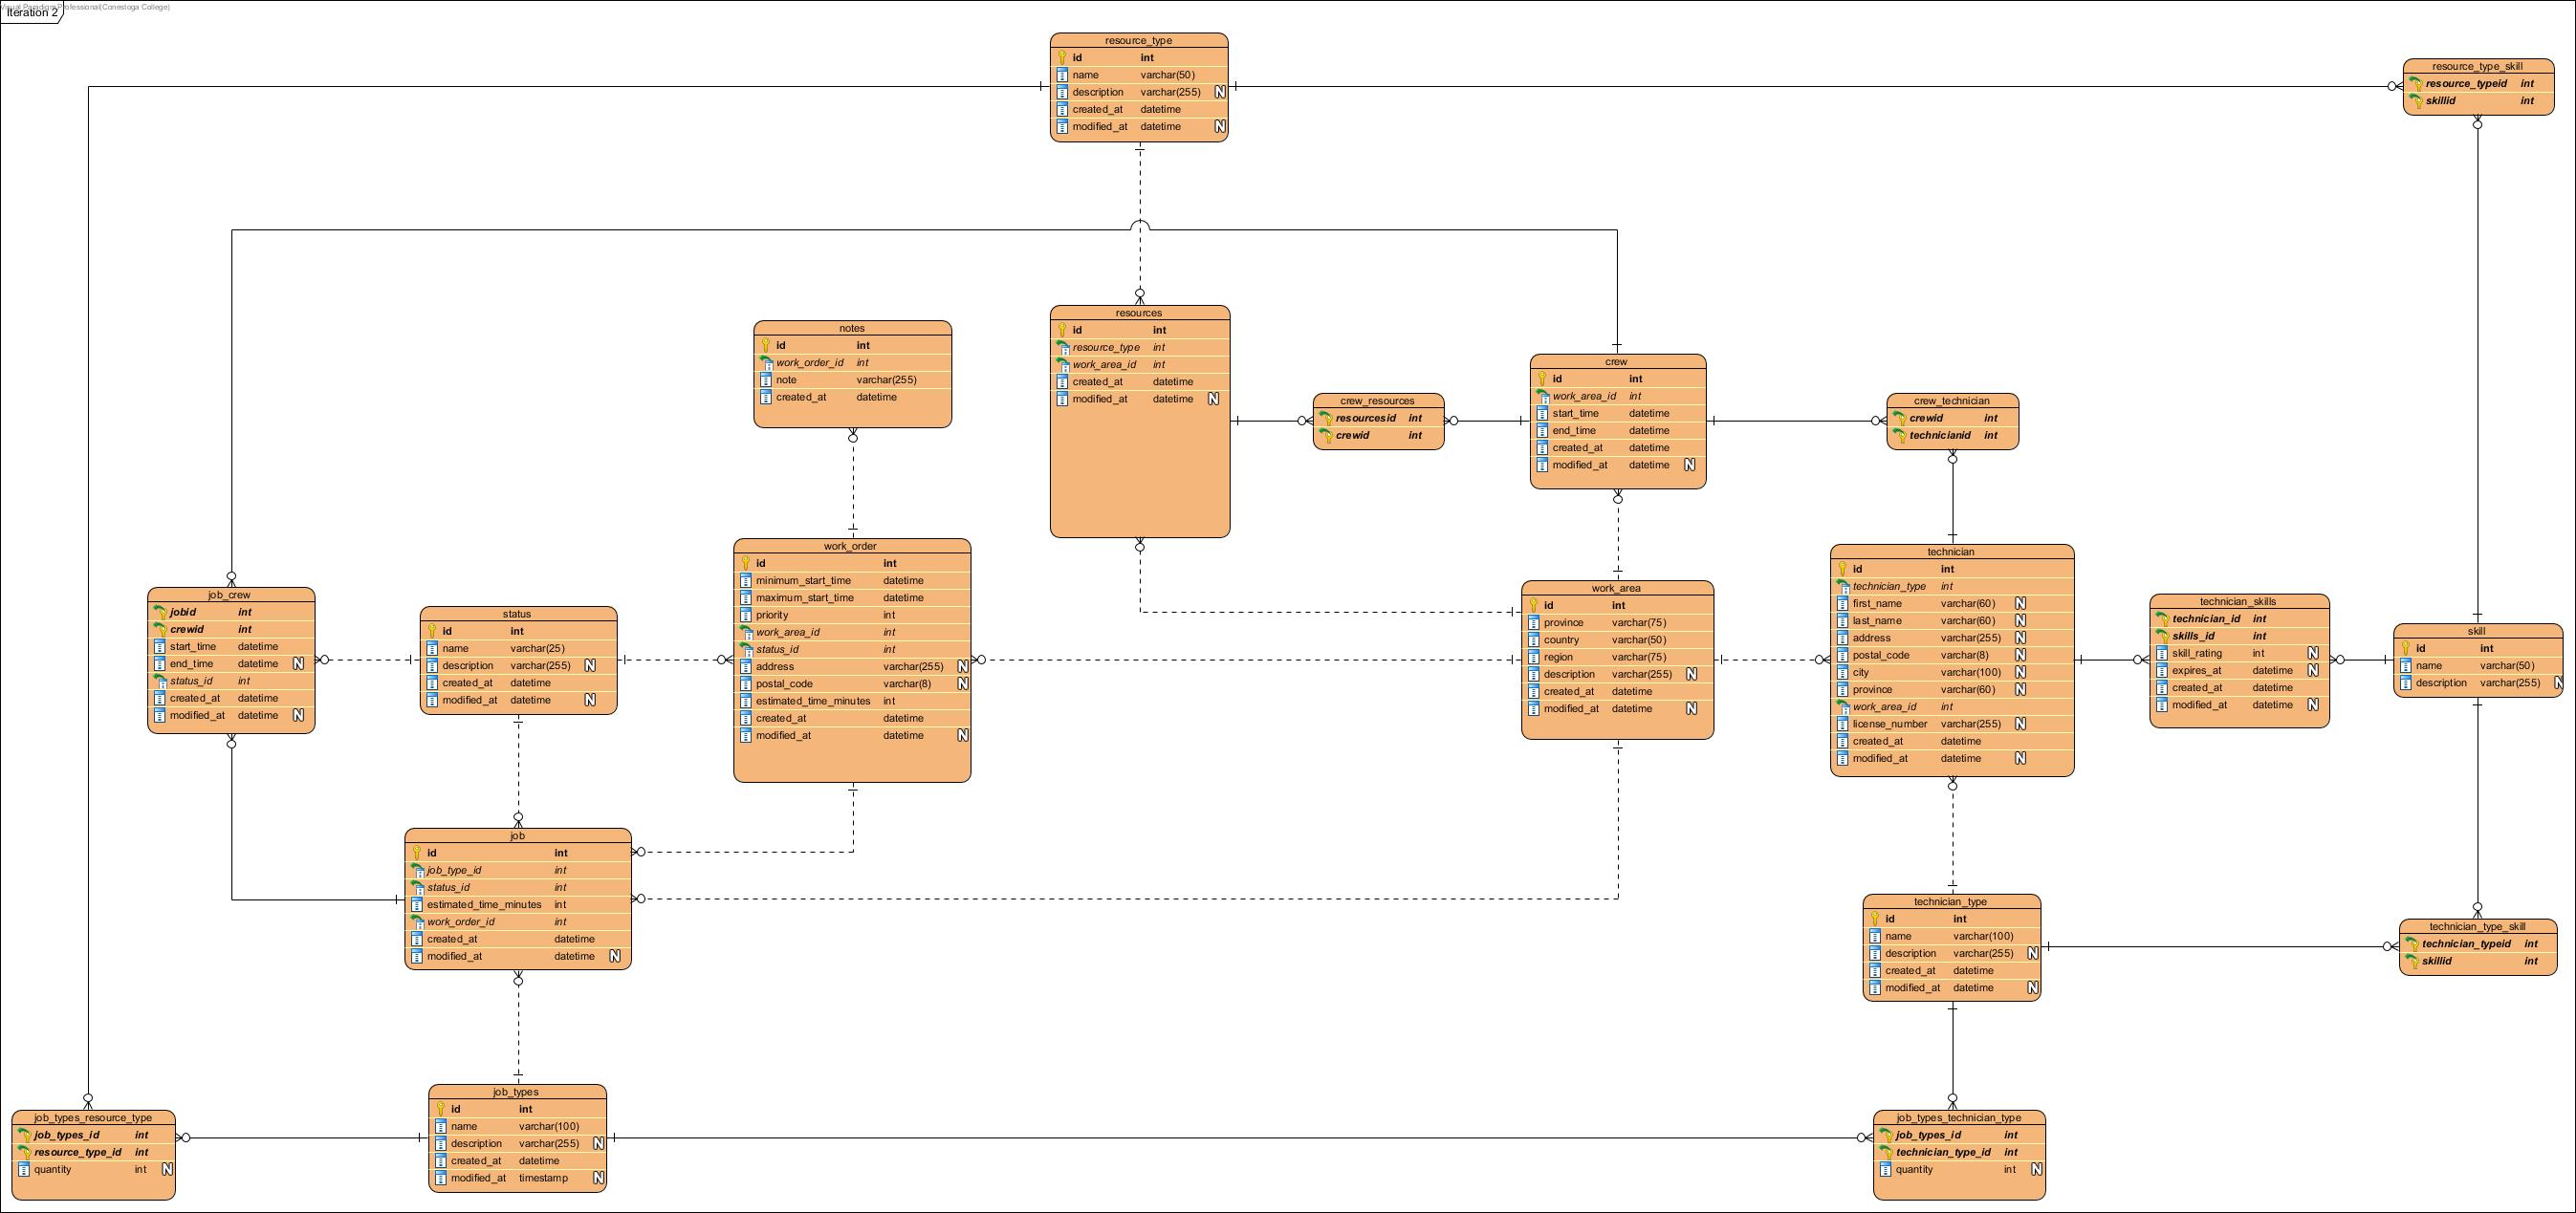 Visual Paradigm Professional(Conestoga College)
Iteration 2
resource_type
id int
name varchar(50)
description varchar(255) N
created_at datetime
modified_at datetime N
resource_type_skill
resource_typeid int
skillid int
resources
id int
resource_type int
work_area_id int
created_at datetime
modified_at datetime N
notes
id int
work_order_id int
note varchar(255)
created_at datetime
crew
id int
work_area_id int
start_time datetime
end_time datetime
created_at datetime
modified_at datetime N
crew_resources
resourcesid int
crewid int
crew_technician
crewid int
technicianid int
work_order
id int
minimum_start_time datetime
maximum_start_time datetime
priority int
work_area_id int
status_id int
address varchar(255) N
postal_code varchar(8) N
estimated_time_minutes int
created_at datetime
modified_at datetime N
technician
id int
technician_type int
first_name varchar(60) N
last_name varchar(60) N
address varchar(255) N
postal_code varchar(8) N
city varchar(100) N
province varchar(60) N
work_area_id int
license_number varchar(255) N
created_at datetime
modified_at datetime N
work_area
id int
province varchar(75)
country varchar(50)
region varchar(75)
description varchar(255) N
created_at datetime
modified_at datetime N
job_crew
jobid int
crewid int
start_time datetime
end_time datetime N
status_id int
created_at datetime
modified_at datetime N
technician_skills
technician_id int
skills_id int
skill_rating int N
expires_at datetime N
created_at datetime
modified_at datetime N
status
id int
name varchar(25)
description varchar(255) N
created_at datetime
modified_at datetime N
skill
id int
name varchar(50)
description varchar(255) N
job
id int
job_type_id int
status_id int
estimated_time_minutes int
work_order_id int
created_at datetime
modified_at datetime N
technician_type
id int
name varchar(100)
description varchar(255) N
created_at datetime
modified_at datetime N
technician_type_skill
technician_typeid int
skillid int
job_types
id int
name varchar(100)
description varchar(255) N
created_at datetime
modified_at timestamp N
job_types_resource_type
job_types_id int
resource_type_id int
quantity int N
job_types_technician_type
job_types_id int
technician_type_id int
quantity int N